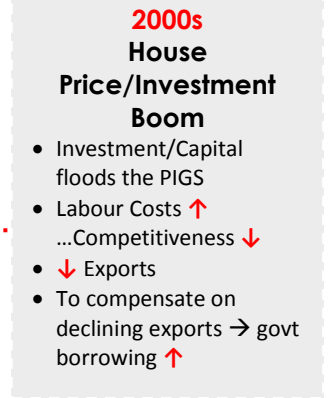 2000s
House
Price/Investment
Boom
• Investment/Capital
floods the PIGS
• Labour Costs ↑
…Competitiveness ↓
• ↓ Exports
• To compensate on
declining exports → govt
borrowing ↑